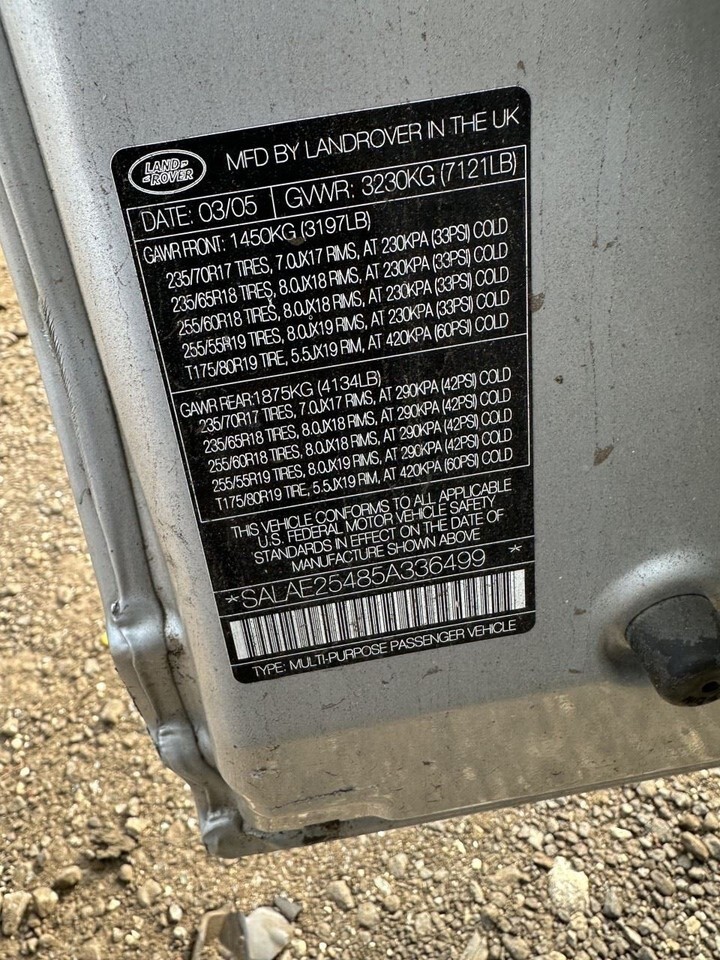 LAND ROVER
MFD BY LANDROVER IN THE UK
DATE: 03/05 GVWR: 3230KG (7121LB)
GAWR FRONT: 1450KG (3197LB)
235/70R17 TIRES, 7.0JX17 RIMS, AT 230KPA (33PSI) COLD
235/65R18 TIRES, 8.0JX18 RIMS, AT 230KPA (33PSI) COLD
255/60R18 TIRES, 8.0JX18 RIMS, AT 230KPA (33PSI) COLD
255/55R19 TIRES, 8.0JX19 RIMS, AT 230KPA (33PSI) COLD
T175/80R19 TIRE, 5.5JX19 RIM, AT 420KPA (60PSI) COLD
GAWR REAR:1875KG (4134LB)
235/70R17 TIRES, 7.0JX17 RIMS, AT 290KPA (42PSI) COLD
235/65R18 TIRES, 8.0JX18 RIMS, AT 290KPA (42PSI) COLD
255/60R18 TIRES, 8.0JX18 RIMS, AT 290KPA (42PSI) COLD
255/55R19 TIRES, 8.0JX19 RIMS, AT 290KPA (42PSI) COLD
T175/80R19 TIRE, 5.5JX19 RIM, AT 420KPA (60PSI) COLD
THIS VEHICLE CONFORMS TO ALL APPLICABLE
U.S. FEDERAL MOTOR VEHICLE SAFETY
STANDARDS IN EFFECT ON THE DATE OF
MANUFACTURE SHOWN ABOVE
*SALAE25485A336499 *
TYPE: MULTI-PURPOSE PASSENGER VEHICLE